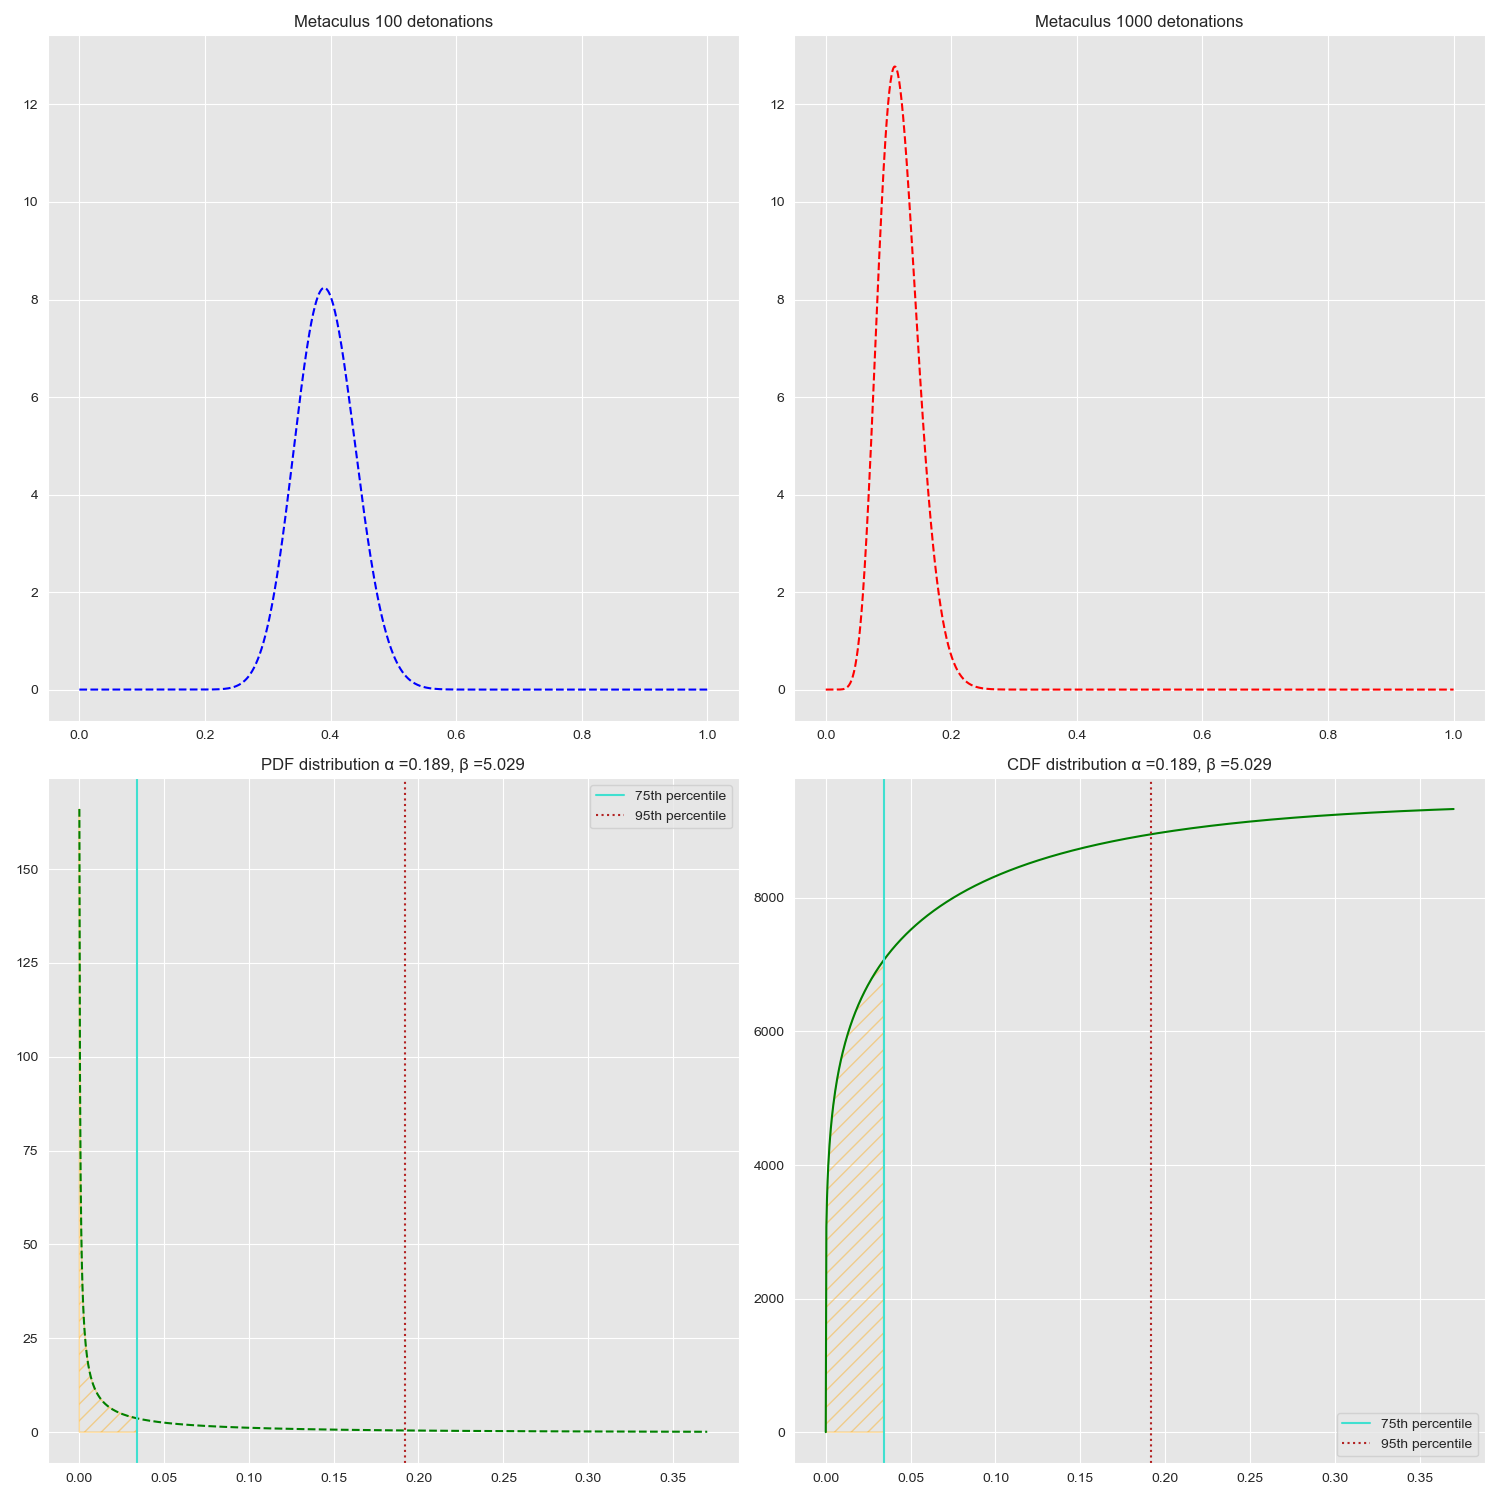 Metaculus 100 detonations
12
10
8
6
4
2
0
0.0 0.2 0.4 0.6 0.8 1.0
Metaculus 1000 detonations
12
10
8
6
4
2
0
0.0 0.2 0.4 0.6 0.8 1.0
PDF distribution α =0.189, β =5.029
75th percentile
95th percentile
150
125
100
75
50
25
0
0.00 0.05 0.10 0.15 0.20 0.25 0.30 0.35
CDF distribution α =0.189, β =5.029
8000
6000
4000
2000
0
75th percentile
95th percentile
0.00 0.05 0.10 0.15 0.20 0.25 0.30 0.35